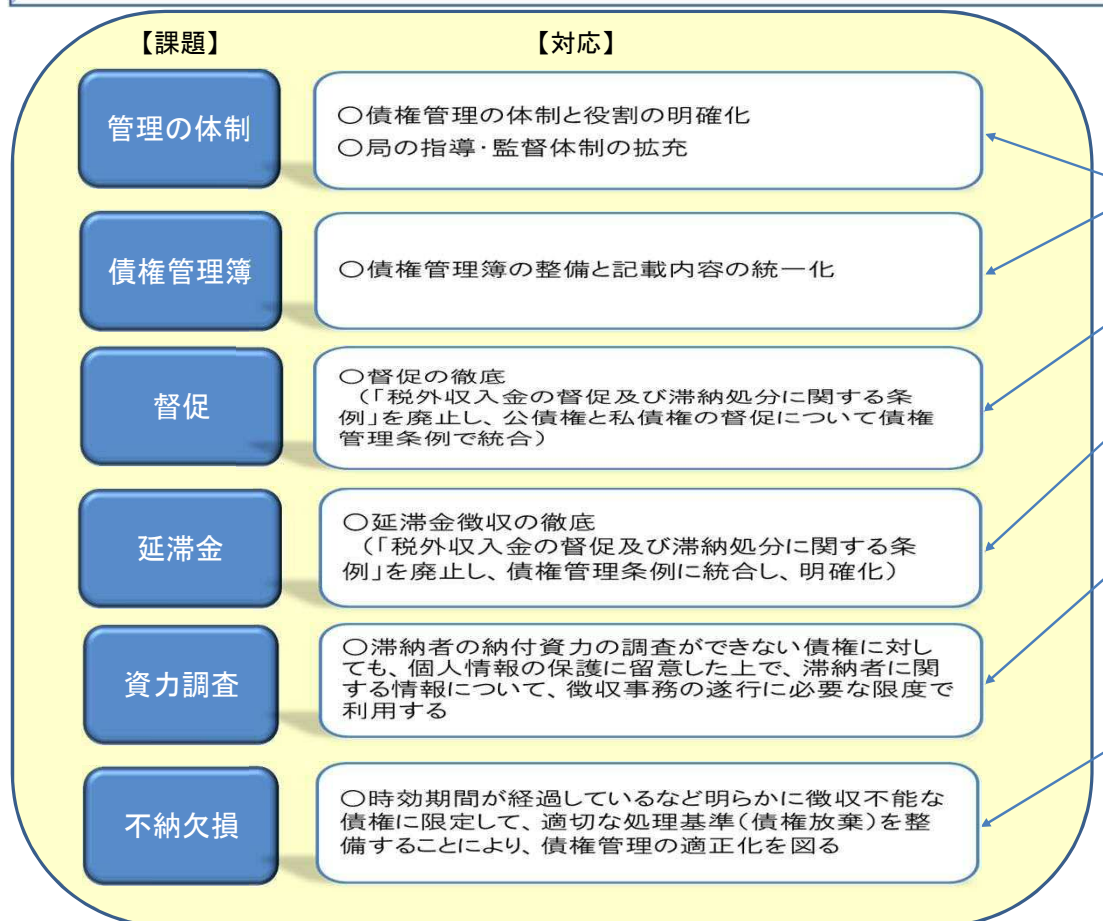 【課題】
【対応】
管理の体制
○債権管理の体制と役割の明確化
○局の指導・監督体制の拡充
債権管理簿
○債権管理簿の整備と記載内容の統一化
督促
○督促の徹底
（「税外収入金の督促及び滞納処分に関する条
例」を廃止し、公債権と私債権の督促について債権
管理条例で統合）
延滞金
○延滞金徴収の徹底
（「税外収入金の督促及び滞納処分に関する条
例」を廃止し、債権管理条例に統合し、明確化）
資力調査
○滞納者の納付資力の調査ができない債権に対し
ても、個人情報の保護に留意した上で、滞納者に関
する情報について、徴収事務の遂行に必要な限度で
利用する
不納欠損
○時効期間が経過しているなど明らかに徴収不能な
債権に限定して、適切な処理基準（債権放棄）を整
備することにより、債権管理の適正化を図る